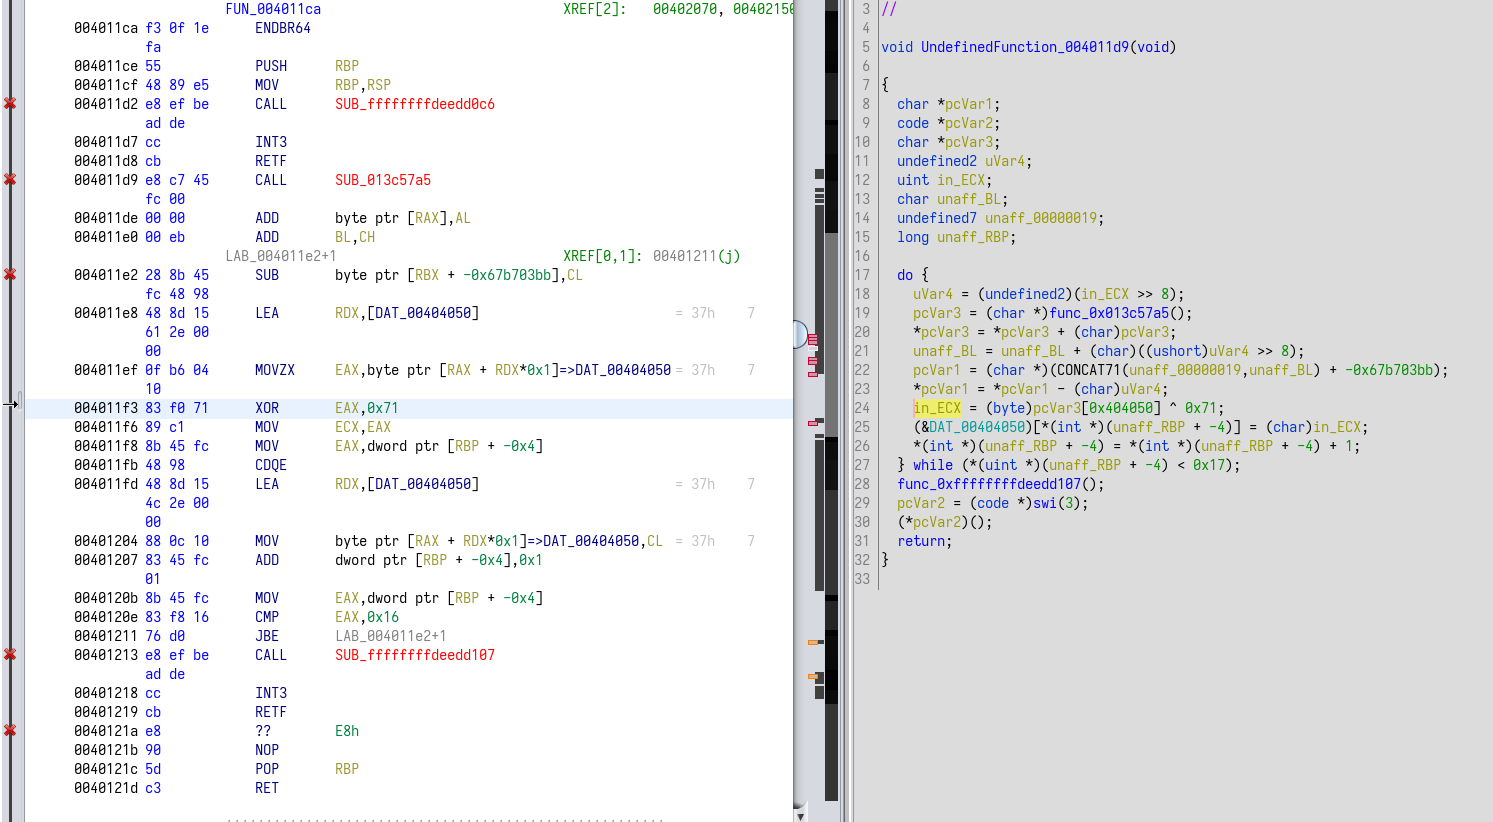 FUN_004011ca XREF[2]: 00402070, 00402150
004011ca f3 0f 1e ENDBR64
fa
004011ce 55 PUSH RBP
004011cf 48 89 e5 MOV RBP,RSP
004011d2 e8 ef be CALL SUB_ffffffffdeedd0c6
ad de
004011d7 cc INT3
004011d8 cb RETF
004011d9 e8 c7 45 CALL SUB_013c57a5
fc 00
004011de 00 00 ADD byte ptr [RAX],AL
004011e0 00 eb ADD BL,CH
LAB_004011e2+1 XREF[0,1]: 00401211(j)
004011e2 28 8b 45 SUB byte ptr [RBX + -0x67b703bb],CL
fc 48 98
004011e8 48 8d 15 LEA RDX,[DAT_00404050] = 37h 7
61 2e 00
00
004011ef 0f b6 04 MOVZX EAX,byte ptr [RAX + RDX*0x1]=>DAT_00404050 = 37h 7
10
004011f3 83 f0 71 XOR EAX,0x71
004011f6 89 c1 MOV ECX,EAX
004011f8 8b 45 fc MOV EAX,dword ptr [RBP + -0x4]
004011fb 48 98 CDQE
004011fd 48 8d 15 LEA RDX,[DAT_00404050] = 37h 7
4c 2e 00
00
00401204 88 0c 10 MOV byte ptr [RAX + RDX*0x1]=>DAT_00404050,CL = 37h 7
00401207 83 45 fc ADD dword ptr [RBP + -0x4],0x1
01
0040120b 8b 45 fc MOV EAX,dword ptr [RBP + -0x4]
0040120e 83 f8 16 CMP EAX,0x16
00401211 76 d0 JBE LAB_004011e2+1
00401213 e8 ef be CALL SUB_ffffffffdeedd107
ad de
00401218 cc INT3
00401219 cb RETF
0040121a e8 ?? E8h
0040121b 90 NOP
0040121c 5d POP RBP
0040121d c3 RET
3 //
4
5 void UndefinedFunction_004011d9(void)
6
7 {
8 char *pcVar1;
9 code *pcVar2;
10 char *pcVar3;
11 undefined2 uVar4;
12 uint in_ECX;
13 char unaff_BL;
14 undefined7 unaff_00000019;
15 long unaff_RBP;
16
17 do {
18 uVar4 = (undefined2)(in_ECX >> 8);
19 pcVar3 = (char *)func_0x013c57a5();
20 *pcVar3 = *pcVar3 + (char)pcVar3;
21 unaff_BL = unaff_BL + (char)((ushort)uVar4 >> 8);
22 pcVar1 = (char *)(CONCAT71(unaff_00000019,unaff_BL) + -0x67b703bb);
23 *pcVar1 = *pcVar1 - (char)uVar4;
24 in_ECX = (byte)pcVar3[0x404050] ^ 0x71;
25 (&DAT_00404050)[*(int *)(unaff_RBP + -4)] = (char)in_ECX;
26 *(int *)(unaff_RBP + -4) = *(int *)(unaff_RBP + -4) + 1;
27 } while (*(uint *)(unaff_RBP + -4) < 0x17);
28 func_0xffffffffdeedd107();
29 pcVar2 = (code *)swi(3);
30 (*pcVar2)();
31 return;
32 }
33